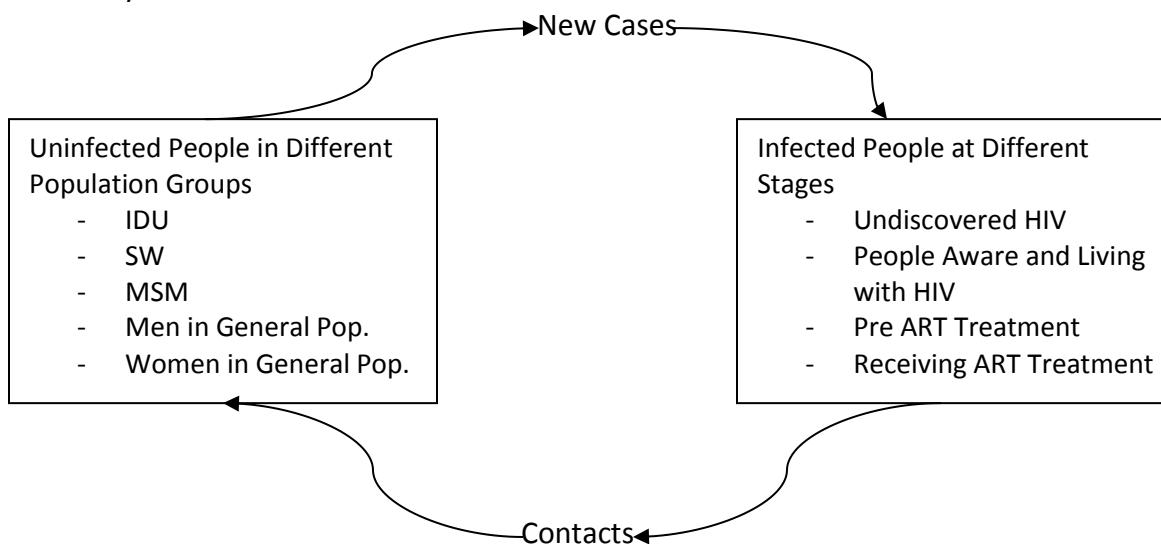 New Cases
Uninfected People in Different
Population Groups
- IDU
- SW
- MSM
- Men in General Pop.
- Women in General Pop.
Infected People at Different
Stages
- Undiscovered HIV
- People Aware and Living
with HIV
- Pre ART Treatment
- Receiving ART Treatment
Contacts